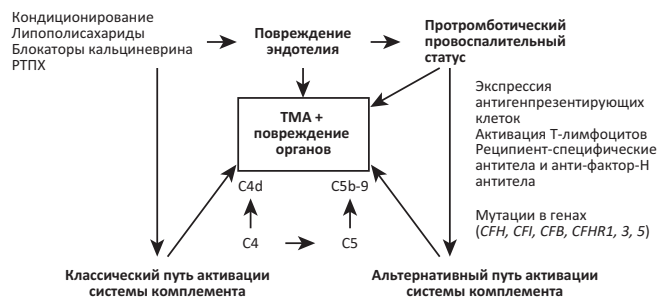 Кондиционирование
Липополисахариды
Блокаторы кальциневрина
РТПХ
Повреждение
эндотелия
Протромботический
провоспалительный
статус
ТМА +
повреждение
органов
Экспрессия
антигенпрезентирующих
клеток
Активация Т-лимфоцитов
Реципиент-специфические
антитела и анти-фактор-Н
антитела
C4d
C5b-9
C4
C5
Мутации в генах
(CFH, CFI, CFB, CFHR1, 3, 5)
Классический путь активации
системы комплемента
Альтернативный путь активации
системы комплемента